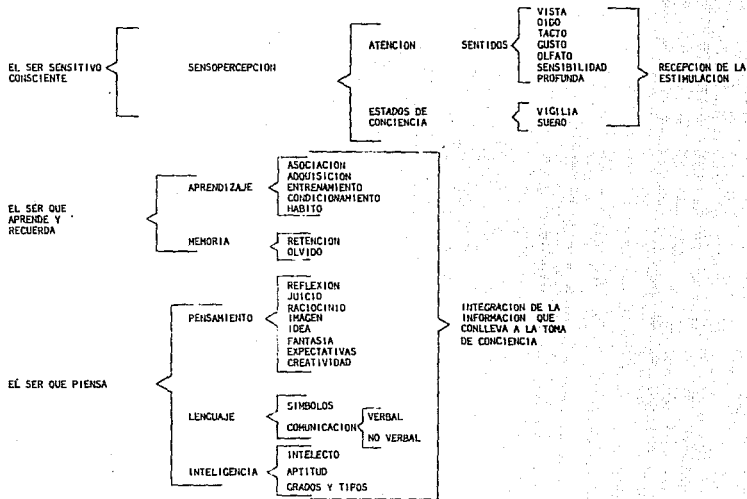 EL SER SENSITIVO
CONSCIENTE
SENSOPERCEPCION
ATENCION
SENTIDOS
VISTA
OIDO
TACTO
GUSTO
OLFATO
SENSIBILIDAD
PROFUNDA
RECEPCION DE LA
ESTIMULACION
ESTADOS DE
CONCIENCIA
VIGILIA
SUEÑO
EL SER QUE
APRENDE Y
RECUERDA
APRENDIZAJE
ASOCIACION
ADQUISICION
ENTRENAMIENTO
CONDICIONAMIENTO
HABITO
MEMORIA
RETENCION
OLVIDO
EL SER QUE PIENSA
PENSAMIENTO
REFLEXION
JUICIO
RACIOCINIO
IMAGEN
IDEA
FANTASIA
EXPECTATIVAS
CREATIVIDAD
LENGUAJE
SIMBOLOS
COMUNICACION
VERBAL
NO VERBAL
INTELIGENCIA
INTELECTO
APTITUD
GRADOS Y TIPOS
INTEGRACION DE LA
INFORMACION QUE
CONLLEVA A LA TOMA
DE CONCIENCIA